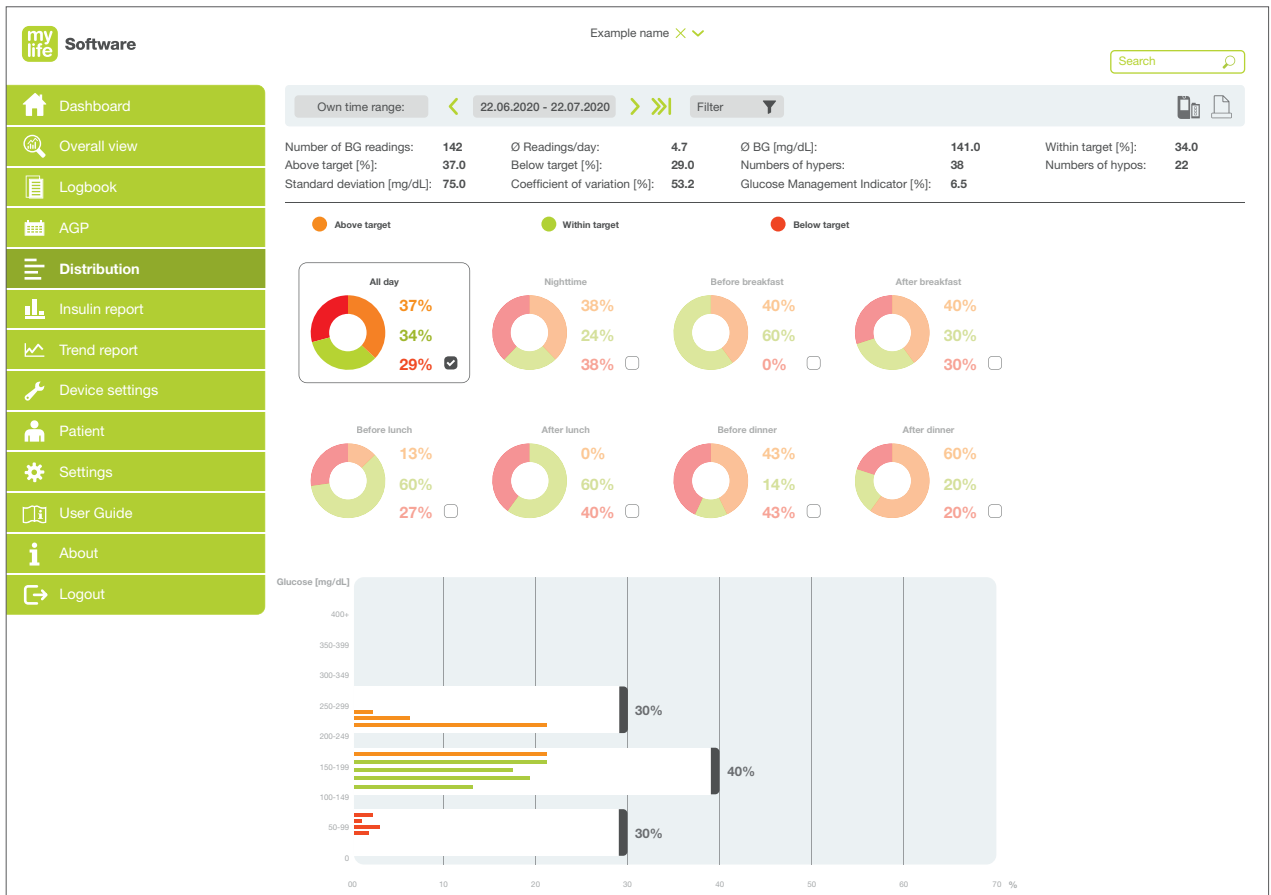 my
life
Software
Example name
Search
Dashboard
Overall view
Logbook
AGP
Distribution
Insulin report
Trend report
Device settings
Patient
Settings
User Guide
About
Logout
Own time range:
22.06.2020 - 22.07.2020
Filter
Number of BG readings: 142 Ø Readings/day: 4.7 Ø BG [mg/dL]: 141.0 Within target [%]: 34.0
Above target [%]: 37.0 Below target [%]: 29.0 Numbers of hypers: 38 Numbers of hypos: 22
Standard deviation [mg/dL]: 75.0 Coefficient of variation [%]: 53.2 Glucose Management Indicator [%]: 6.5
Above target Within target Below target
All day
37%
34%
29%
Nighttime
38%
24%
38%
Before breakfast
40%
60%
0%
After breakfast
40%
30%
30%
Before lunch
13%
60%
27%
After lunch
0%
60%
40%
Before dinner
43%
14%
43%
After dinner
60%
20%
20%
Glucose [mg/dL]
400+
350-399
300-349
250-299
30%
200-249
150-199
40%
100-149
50-99
30%
0
00 10 20 30 40 50 60 70 %